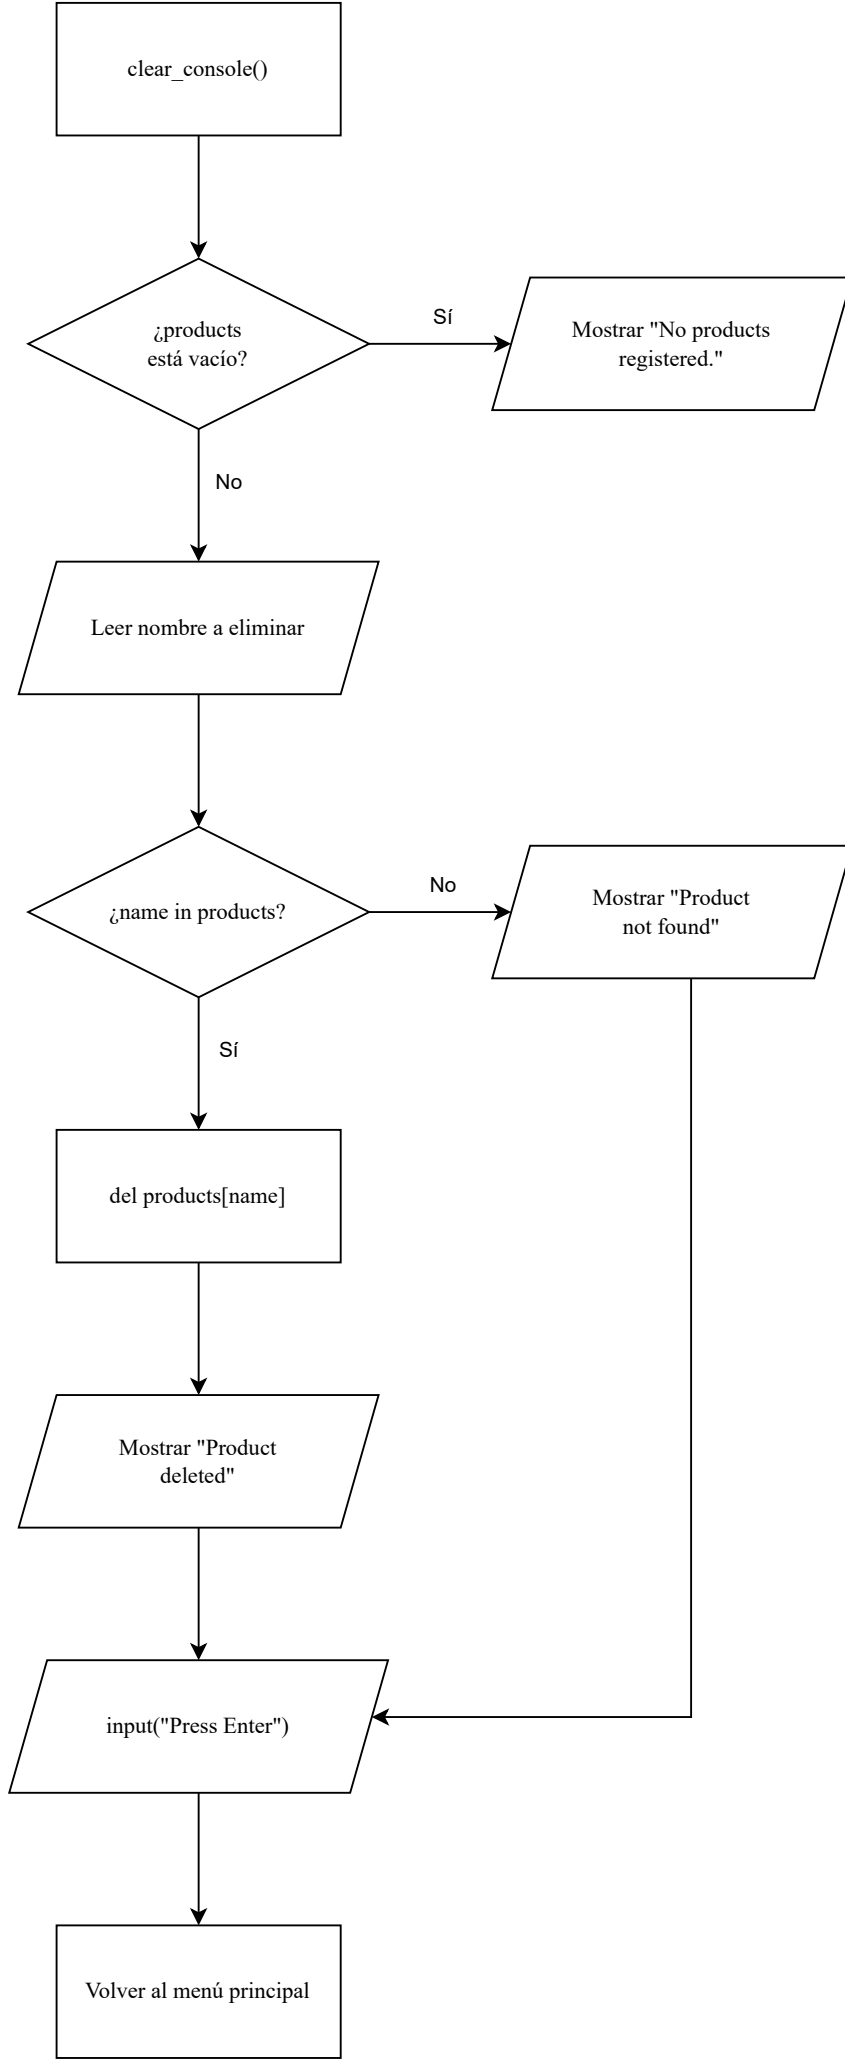 clear_console()
¿products
está vacío?
Sí
Mostrar "No products
registered."
No
Leer nombre a eliminar
¿name in products?
No
Mostrar "Product
not found"
Sí
del products[name]
Mostrar "Product
deleted"
input("Press Enter")
Volver al menú principal